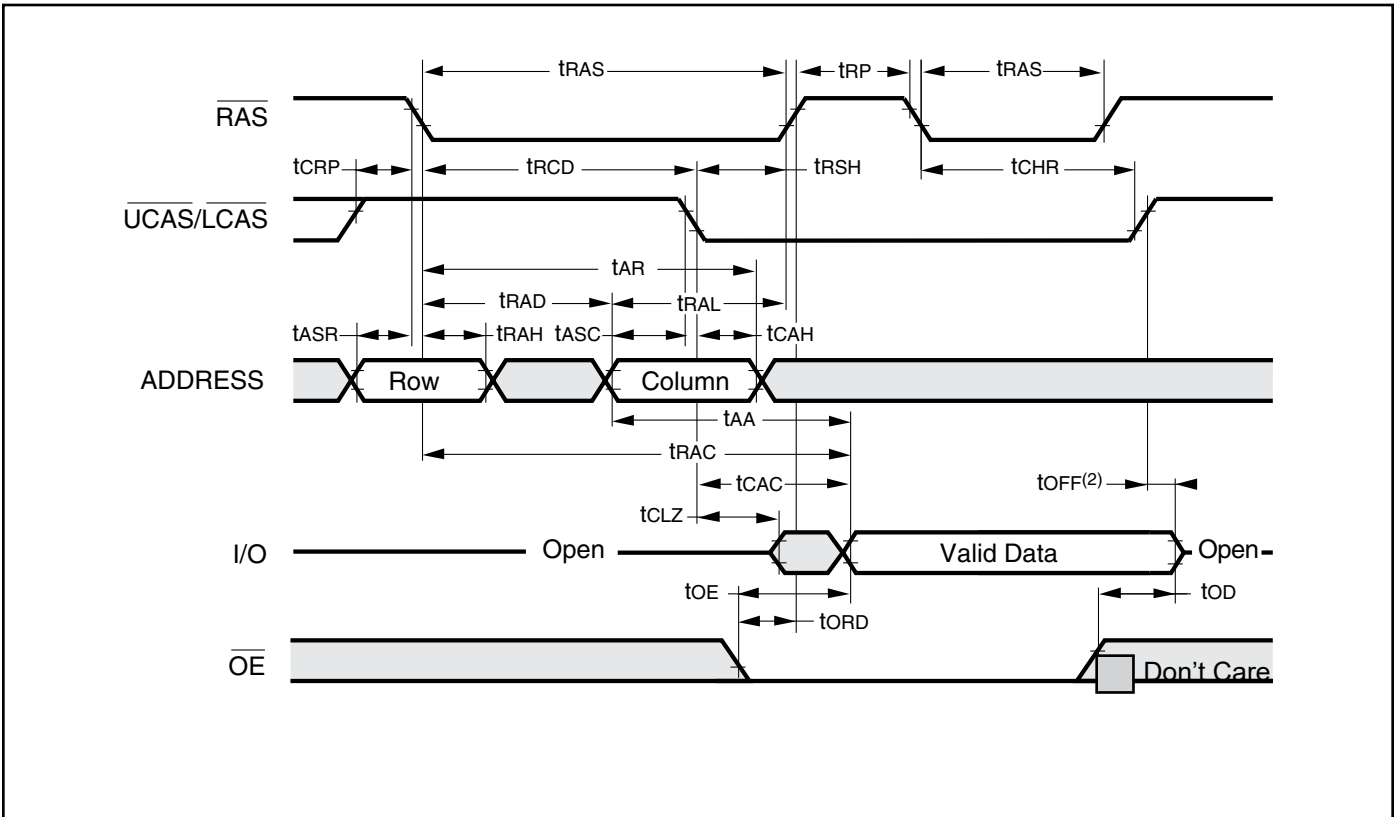 tRAS tRP tRAS
RAS
tCRP tRCD tRSH tCHR
UCAS/LCAS
tAR
tRAD tRAL
tASR tRAH tASC tCAH
ADDRESS Row Column
tAA
tRAC
tCAC tOFF(2)
tCLZ
I/O Open Valid Data Open
tOE tOD
tORD
OE Don't Care